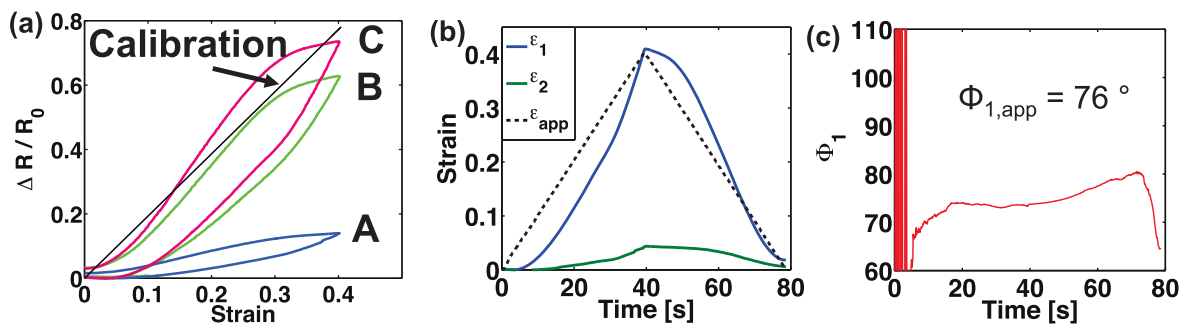 (a)
0.8
0.6
0.4
0.2
0
Δ R / R0
Calibration
C
B
A
0 0.1 0.2 0.3 0.4
Strain
(b)
0.4
0.3
0.2
0.1
0
Strain
ε1
ε2
εapp
0 20 40 60 80
Time [s]
(c)
110
100
90
80
70
60
Φ1
Φ1,app = 76 °
0 20 40 60 80
Time [s]